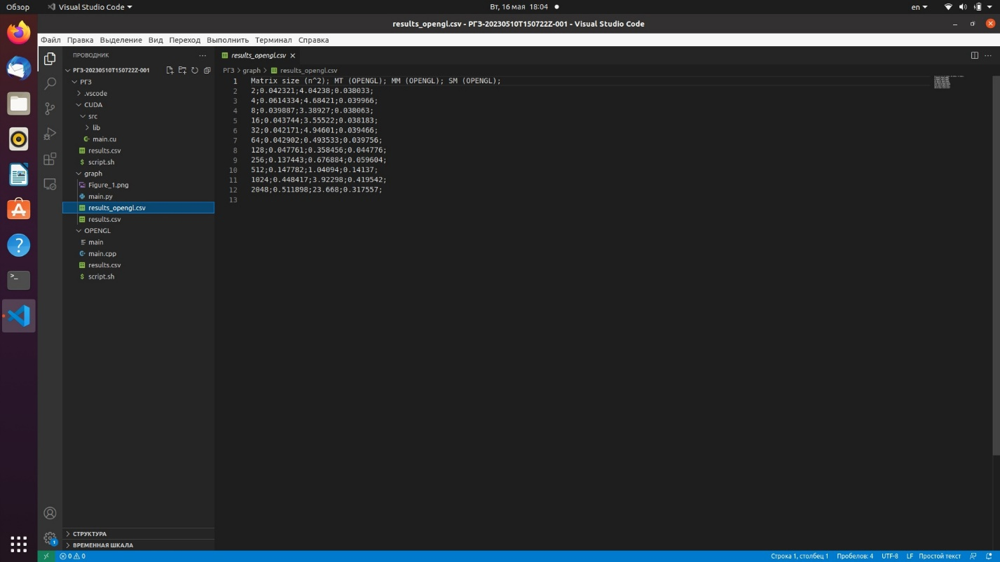 Обзор Visual Studio Code Вт, 16 мая 18:04 en
results_opengl.csv - РГЗ-20230510T150722Z-001 - Visual Studio Code
Файл Правка Выделение Вид Переход Выполнить Терминал Справка
ПРОВОДНИК
РГЗ-20230510T150722Z-001
РГЗ
.vscode
CUDA
src
lib
main.cu
results.csv
script.sh
graph
Figure_1.png
main.py
results_opengl.csv
results.csv
OPENGL
main
main.cpp
results.csv
script.sh
СТРУКТУРА
ВРЕМЕННАЯ ШКАЛА
results_opengl.csv
РГЗ > graph > results_opengl.csv
1 Matrix size (n^2); MT (OPENGL); MM (OPENGL); SM (OPENGL);
2 2;0.042321;4.04238;0.038033;
3 4;0.0614334;4.68421;0.039966;
4 8;0.039887;3.38927;0.038063;
5 16;0.043744;3.55522;0.038183;
6 32;0.042171;4.94601;0.039466;
7 64;0.042902;0.493533;0.039756;
8 128;0.047761;0.358456;0.044776;
9 256;0.137443;0.676884;0.059604;
10 512;0.147782;1.04094;0.14137;
11 1024;0.448417;3.92298;0.419542;
12 2048;0.511898;23.668;0.317557;
13
1
0 0 Строка 1, столбец 1 Пробелов: 4 UTF-8 LF Простой текст